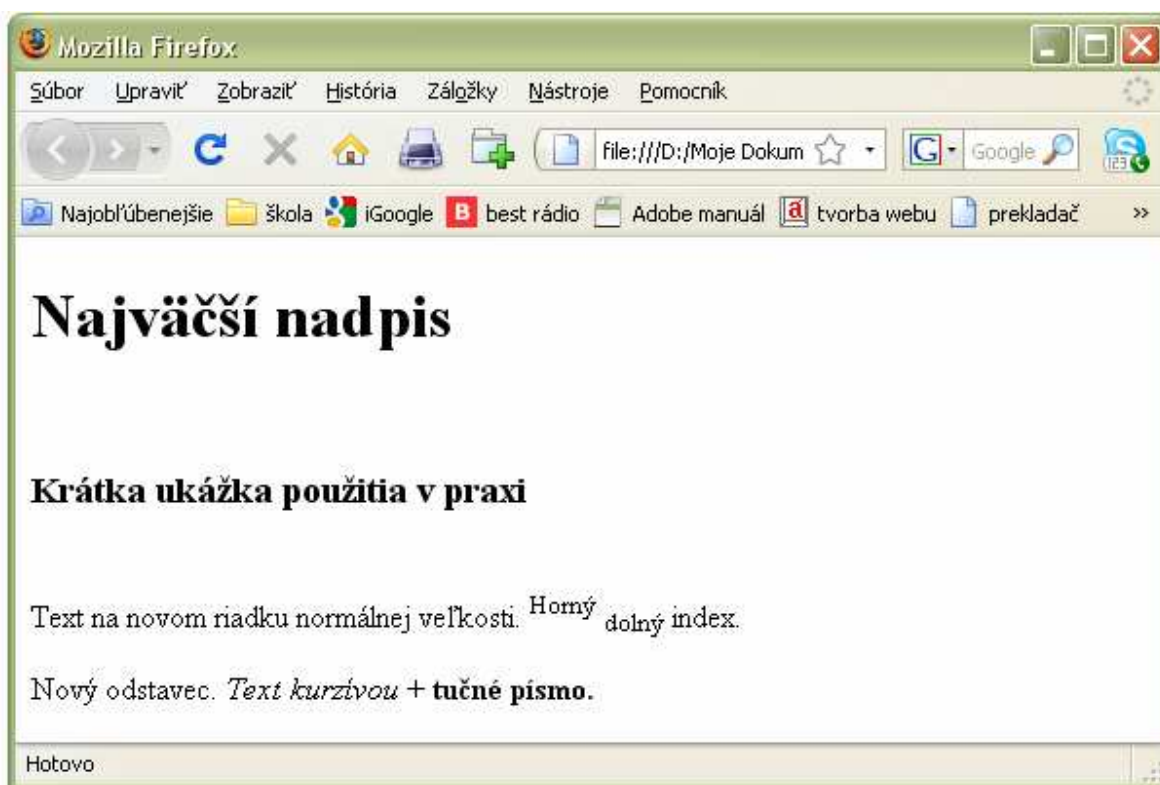 Mozilla Firefox
Súbor Upraviť Zobraziť História Záložky Nástroje Pomocník
file:///D:/Moje Dokum G Google 123
Najobľúbenejšie škola iGoogle B best rádio Adobe manuál a tvorba webu prekladač »
Najväčší nadpis
Krátka ukážka použitia v praxi
Text na novom riadku normálnej veľkosti. Horný dolný index.
Nový odstavec. Text kurzívou + tučné písmo.
Hotovo